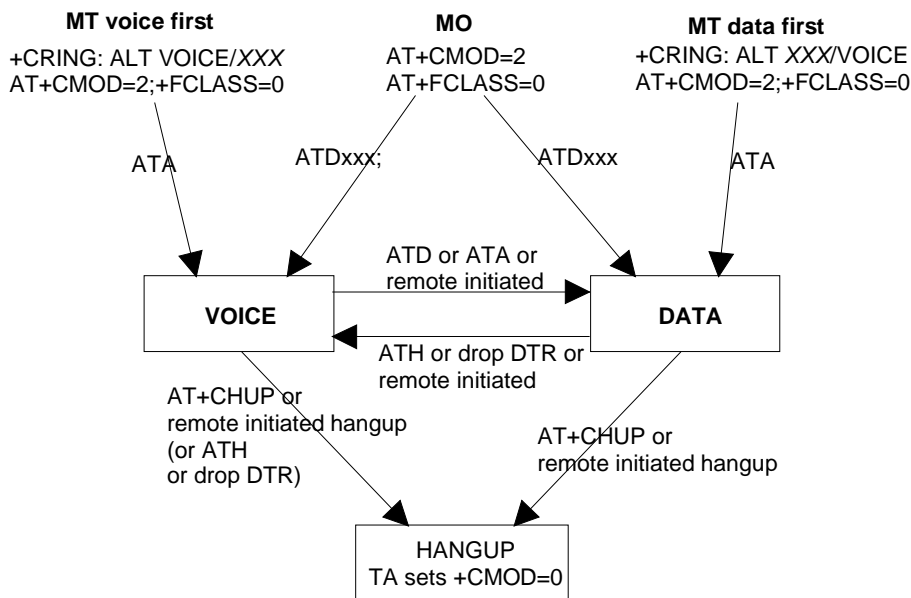 MT voice first
+CRING: ALT VOICE/XXX
AT+CMOD=2;+FCLASS=0
MO
AT+CMOD=2
AT+FCLASS=0
MT data first
+CRING: ALT XXX/VOICE
AT+CMOD=2;+FCLASS=0
ATA
ATDxxx;
ATDxxx
ATA
ATD or ATA or
remote initiated
VOICE
DATA
ATH or drop DTR or
remote initiated
AT+CHUP or
remote initiated hangup
(or ATH
or drop DTR)
AT+CHUP or
remote initiated hangup
HANGUP
TA sets +CMOD=0